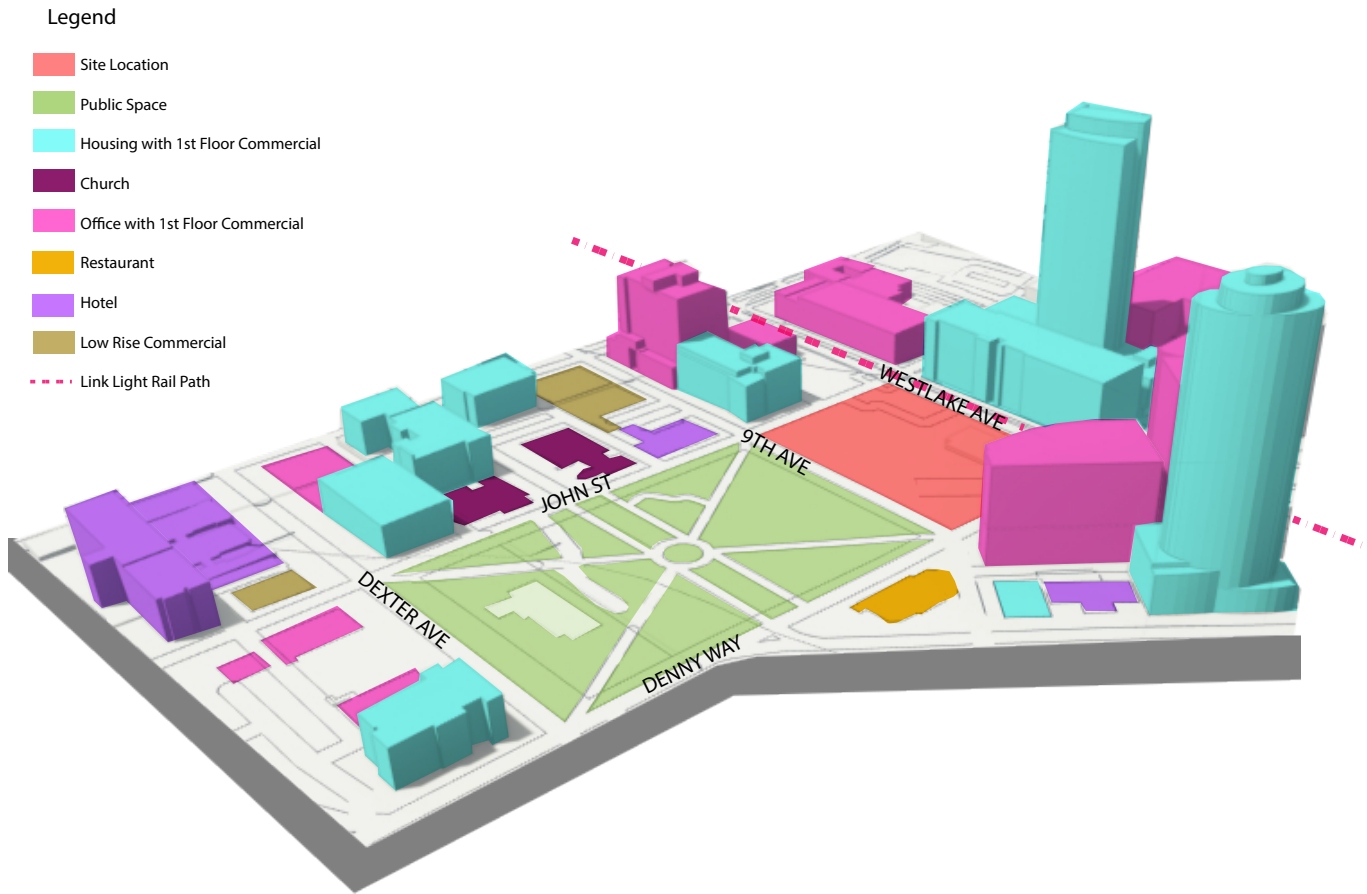 Legend
Site Location
Public Space
Housing with 1st Floor Commercial
Church
Office with 1st Floor Commercial
Restaurant
Hotel
Low Rise Commercial
Link Light Rail Path
WESTLAKE AVE
9TH AVE
JOHN ST
DEXTER AVE
DENNY WAY